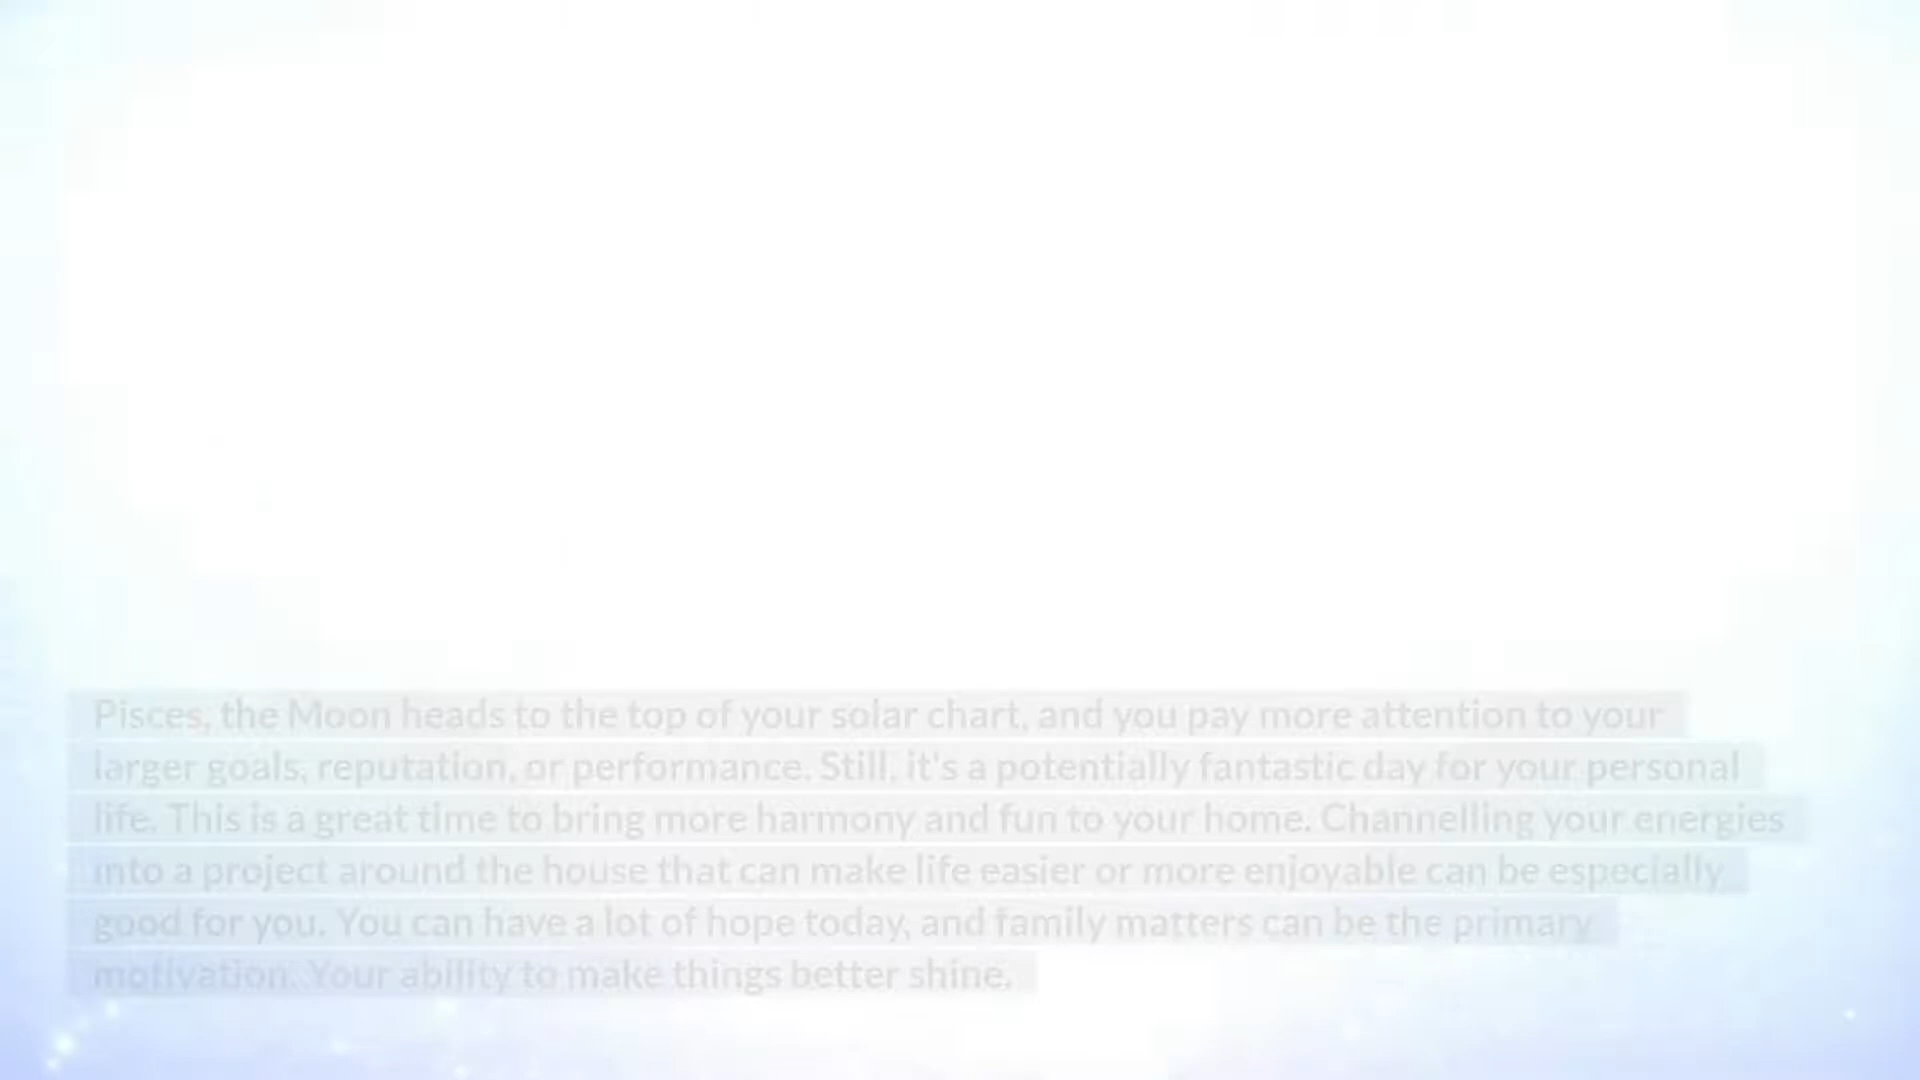 Pisces, the Moon heads to the top of your solar chart, and you pay more attention to your
larger goals, reputation, or performance. Still, it's a potentially fantastic day for your personal
life. This is a great time to bring more harmony and fun to your home. Channelling your energies
into a project around the house that can make life easier or more enjoyable can be especially
good for you. You can have a lot of hope today, and family matters can be the primary
motivation. Your ability to make things better shine.